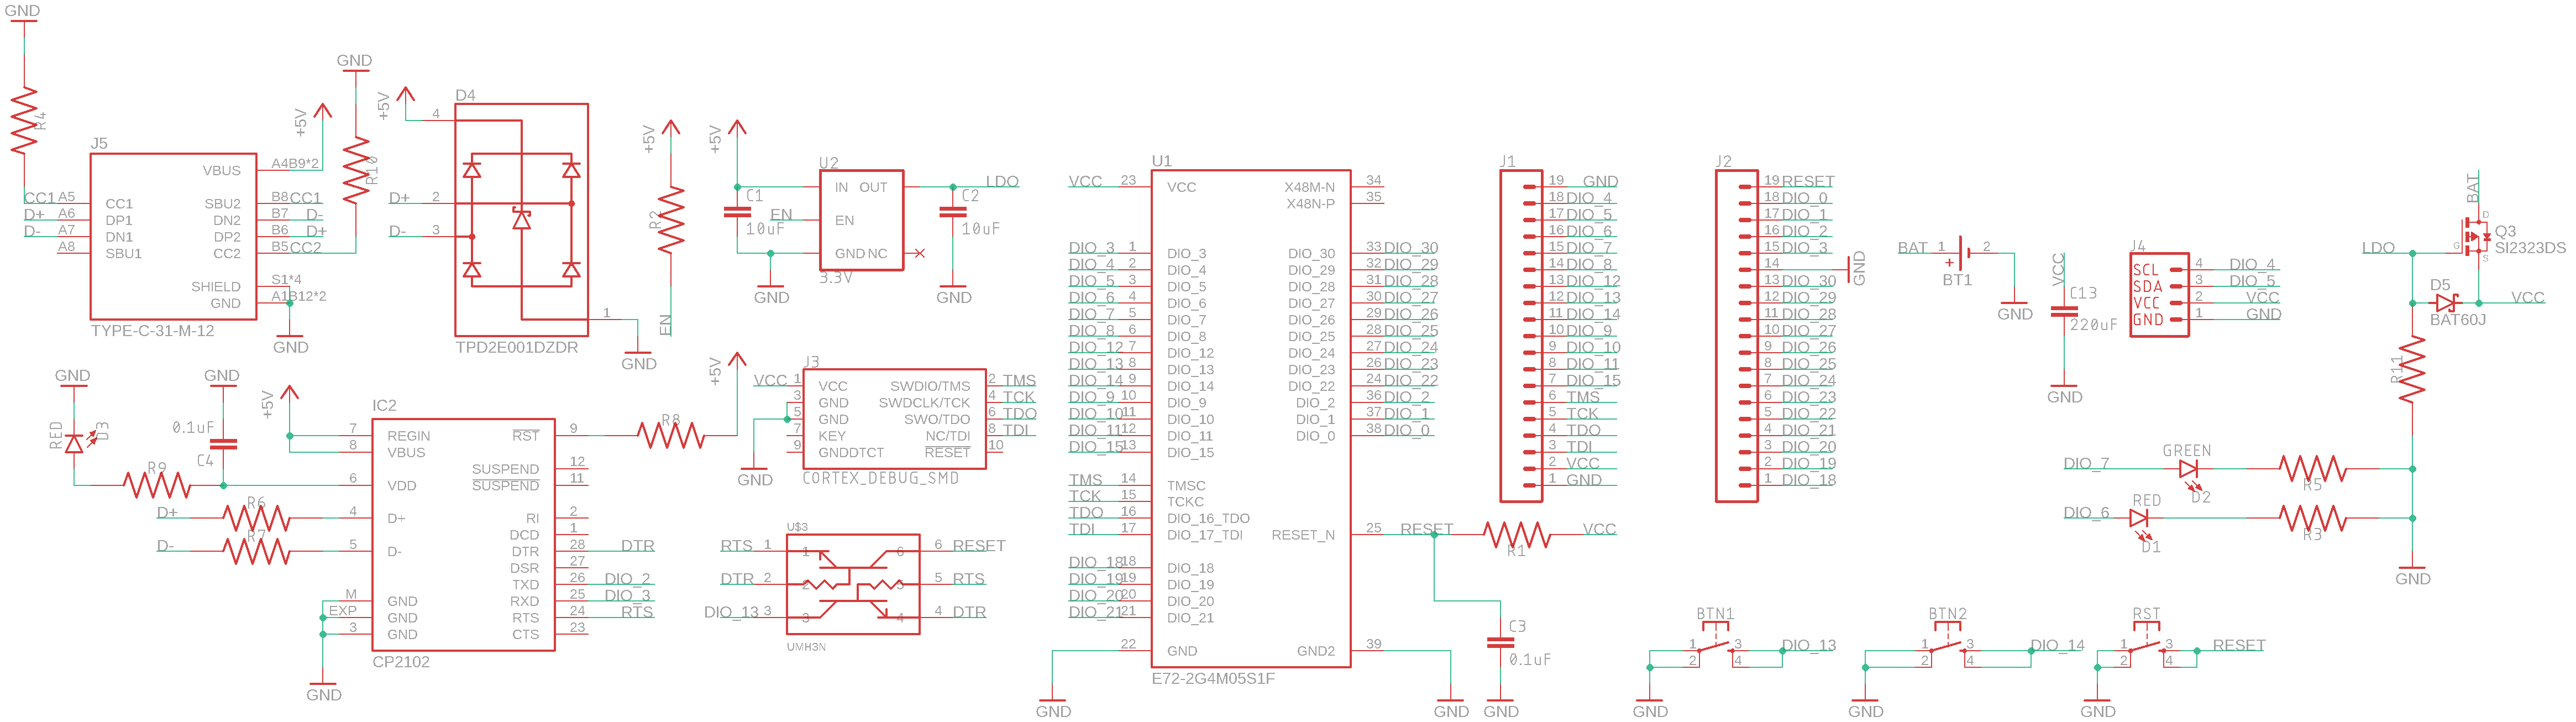 GND
R4
J5
VBUS
A4B9*2
+5V
CC1 A5 CC1
D+ A6 DP1
D- A7 DN1
A8 SBU1
SBU2 B8 CC1
DN2 B7 D-
DP2 B6 D+
CC2 B5 CC2
SHIELD S1*4
GND A1B12*2
TYPE-C-31-M-12
GND
GND
R10
+5V
D4
4
D+ 2
D- 3
1
TPD2E001DZDR
GND
+5V
R2
EN
+5V
C1
10uF
EN
GND
U2
IN OUT
EN
GND NC
3.3V
LDO
C2
10uF
GND
GND
RED
D3
GND
0.1uF
C4
R9
D+ R6
D- R7
+5V
IC2
7 REGIN
8 VBUS
6 VDD
4 D+
5 D-
M GND
EXP GND
3 GND
RST 9
SUSPEND 12
SUSPEND 11
RI 2
DCD 1
DTR 28 DTR
DSR 27
TXD 26 DIO_2
RXD 25 DIO_3
RTS 24 RTS
CTS 23
CP2102
GND
R8
+5V
J3
VCC 1 VCC
3 GND
5 GND
7 KEY
9 GNDDTCT
SWDIO/TMS 2 TMS
SWDCLK/TCK 4 TCK
SWO/TDO 6 TDO
NC/TDI 8 TDI
RESET 10
CORTEX_DEBUG_SMD
GND
U$3
RTS 1 1
DTR 2 2
DIO_13 3 3
6 6 RESET
5 5 RTS
4 4 DTR
UMH3N
U1
VCC 23 VCC
DIO_3 1 DIO_3
DIO_4 2 DIO_4
DIO_5 3 DIO_5
DIO_6 4 DIO_6
DIO_7 5 DIO_7
DIO_8 6 DIO_8
DIO_12 7 DIO_12
DIO_13 8 DIO_13
DIO_14 9 DIO_14
DIO_9 10 DIO_9
DIO_10 11 DIO_10
DIO_11 12 DIO_11
DIO_15 13 DIO_15
TMS 14 TMSC
TCK 15 TCKC
TDO 16 DIO_16_TDO
TDI 17 DIO_17_TDI
DIO_18 18 DIO_18
DIO_19 19 DIO_19
DIO_20 20 DIO_20
DIO_21 21 DIO_21
22 GND
X48M-N 34
X48N-P 35
DIO_30 33 DIO_30
DIO_29 32 DIO_29
DIO_28 31 DIO_28
DIO_27 30 DIO_27
DIO_26 29 DIO_26
DIO_25 28 DIO_25
DIO_24 27 DIO_24
DIO_23 26 DIO_23
DIO_22 24 DIO_22
DIO_2 36 DIO_2
DIO_1 37 DIO_1
DIO_0 38 DIO_0
RESET_N 25 RESET
GND2 39
E72-2G4M05S1F
GND
GND
R1
VCC
C3
0.1uF
GND
J1
19 GND
18 DIO_4
17 DIO_5
16 DIO_6
15 DIO_7
14 DIO_8
13 DIO_12
12 DIO_13
11 DIO_14
10 DIO_9
9 DIO_10
8 DIO_11
7 DIO_15
6 TMS
5 TCK
4 TDO
3 TDI
2 VCC
1 GND
J2
19 RESET
18 DIO_0
17 DIO_1
16 DIO_2
15 DIO_3
14 GND
13 DIO_30
12 DIO_29
11 DIO_28
10 DIO_27
9 DIO_26
8 DIO_25
7 DIO_24
6 DIO_23
5 DIO_22
4 DIO_21
3 DIO_20
2 DIO_19
1 DIO_18
BAT 1 2
+
BT1
GND
VCC
C13
220uF
GND
J4
SCL 4 DIO_4
SDA 3 DIO_5
VCC 2 VCC
GND 1 GND
BAT
D
G
S
Q3
SI2323DS
LDO
D5
BAT60J
VCC
R11
DIO_7
GREEN
D2
R5
DIO_6
RED
D1
R3
GND
BTN1
1 3 DIO_13
2 4
GND
BTN2
1 3 DIO_14
2 4
GND
RST
1 3 RESET
2 4
GND